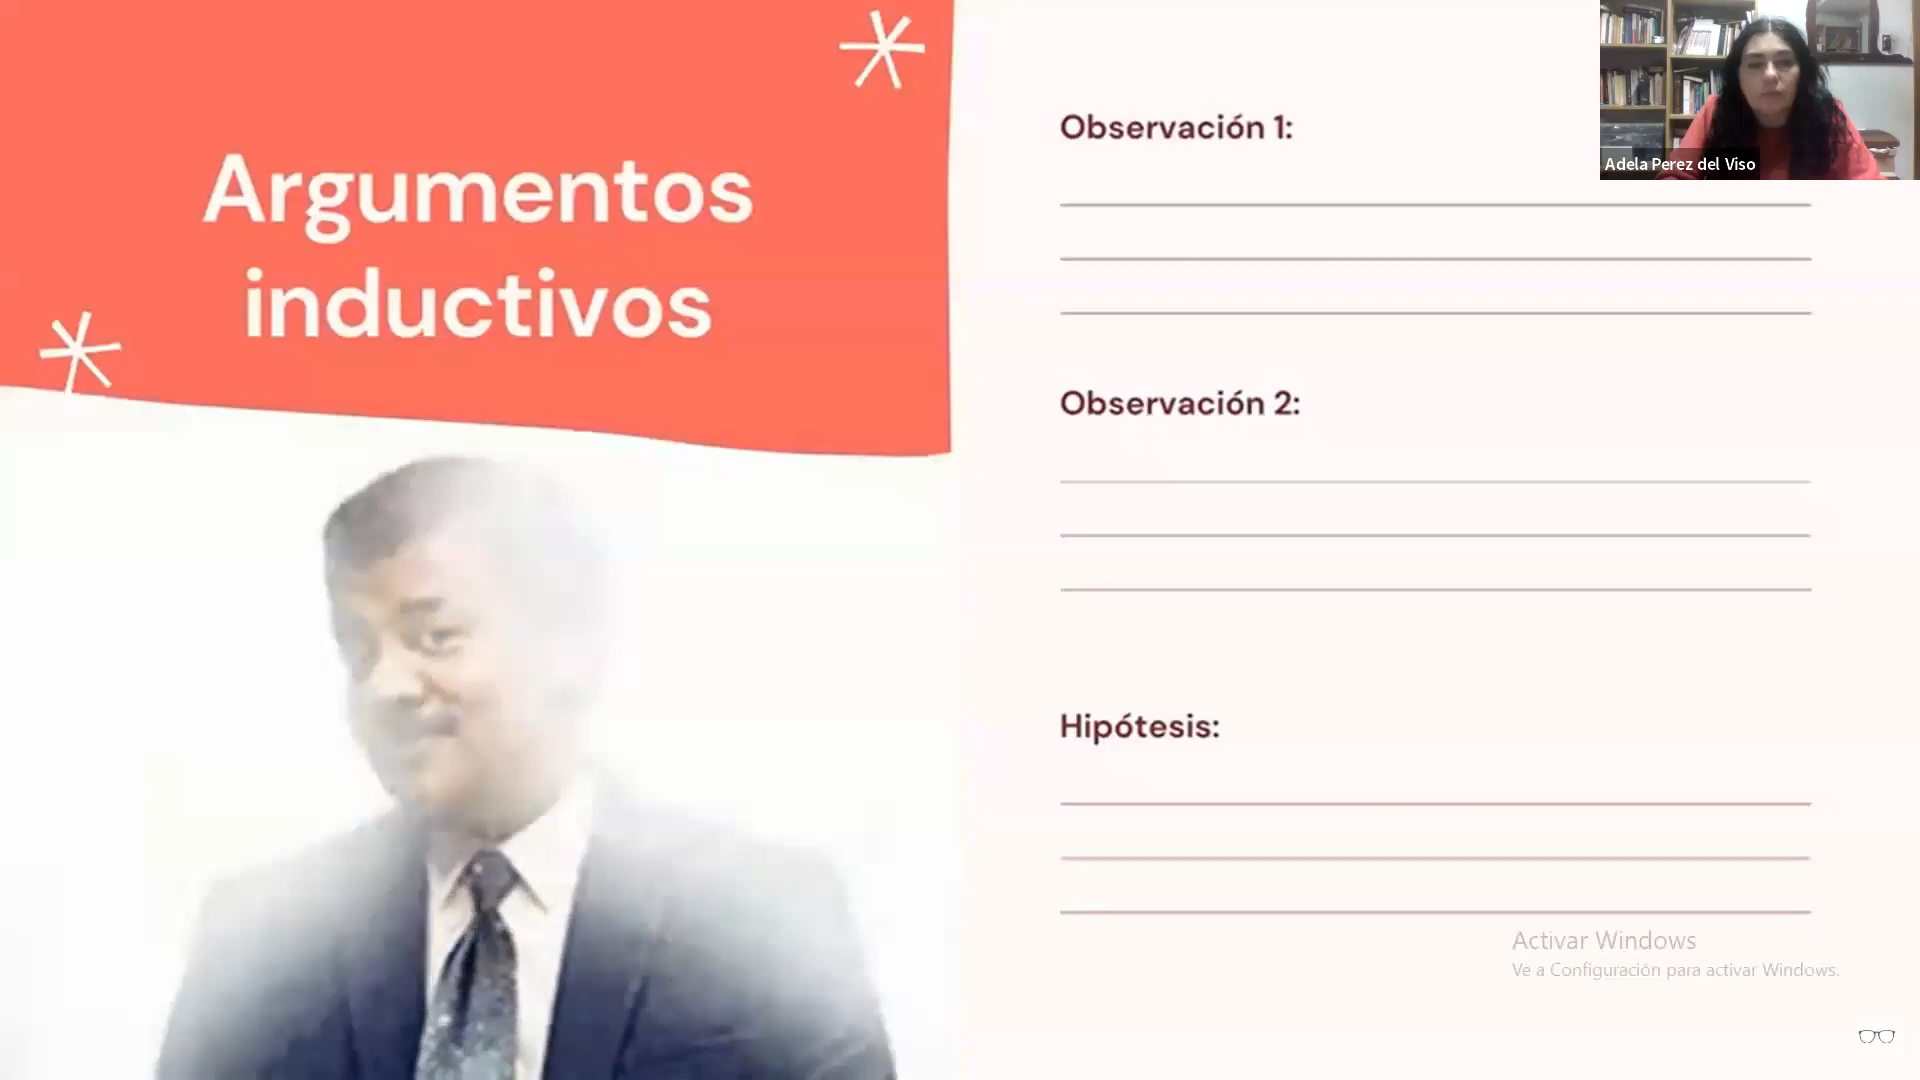 Argumentos
inductivos
Observación 1:
Observación 2:
Hipótesis:
Adela Perez del Viso
Activar Windows
Ve a Configuración para activar Windows.